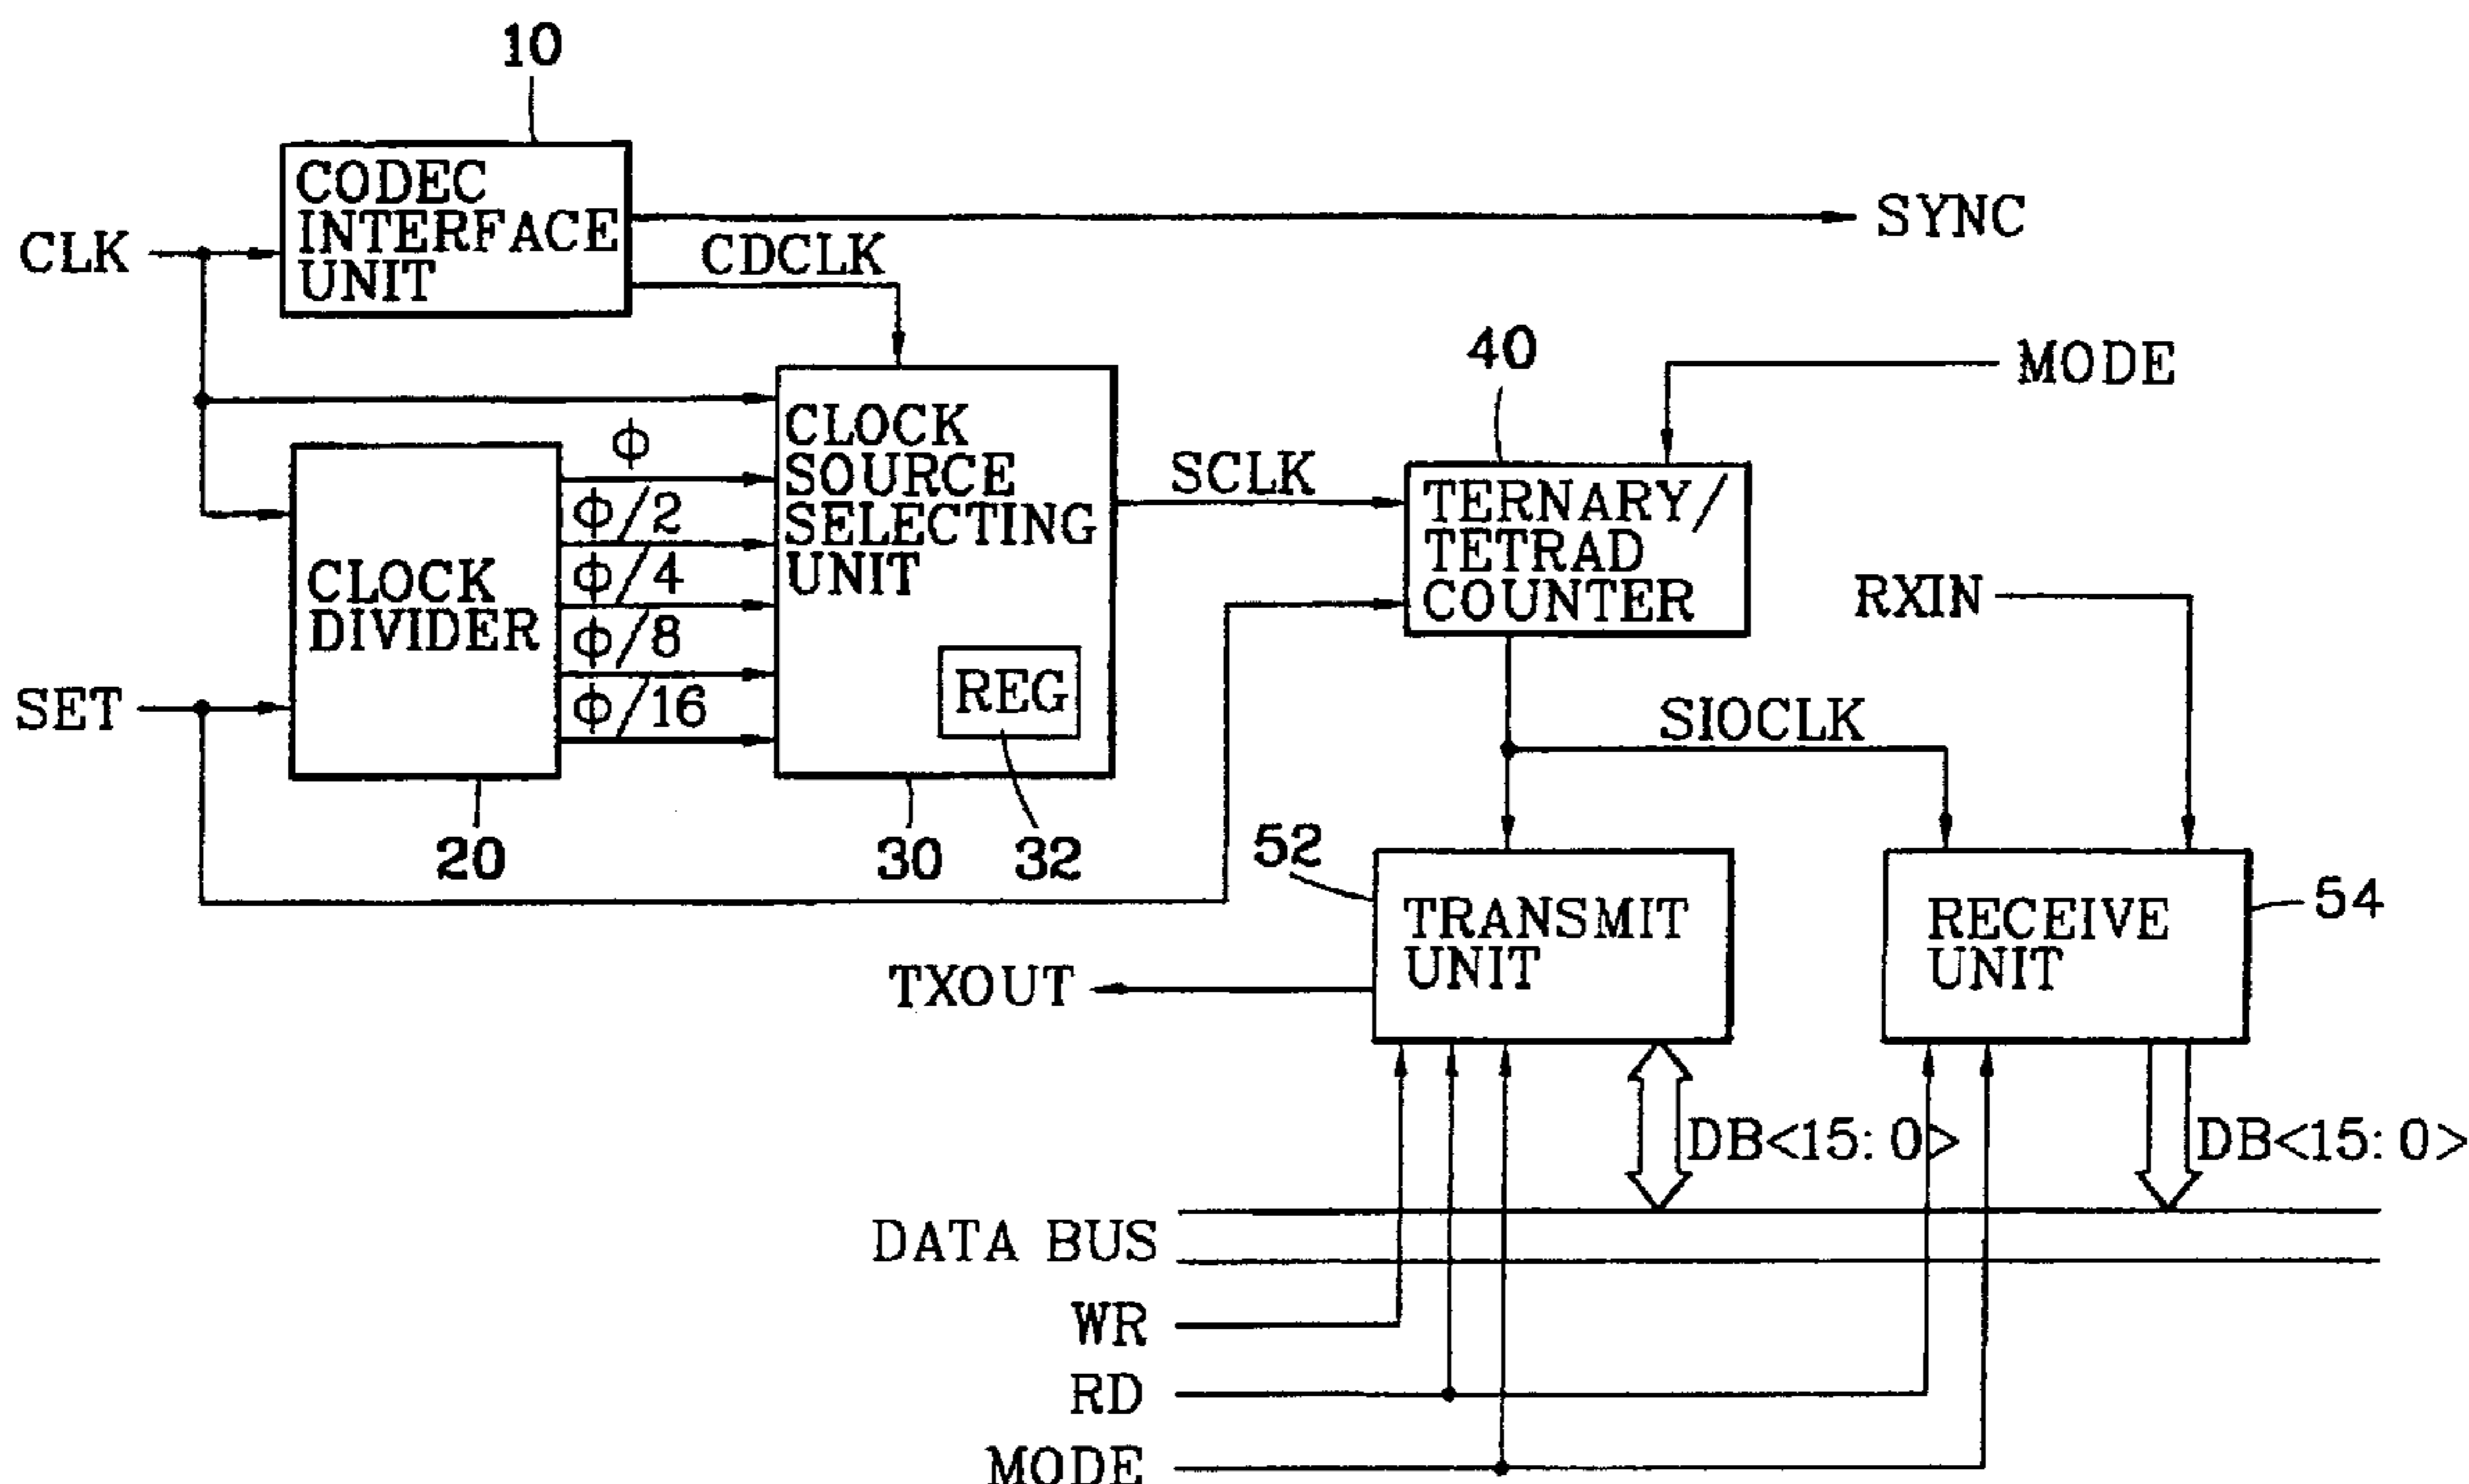 10
CODEC
INTERFACE
UNIT
CLK
SYNC
CDCLK
40
MODE
CLOCK
SOURCE
SELECTING
UNIT
REG
ϕ
ϕ/2
ϕ/4
ϕ/8
ϕ/16
CLOCK
DIVIDER
SCLK
TERNARY/
TETRAD
COUNTER
RXIN
SET
SIOCLK
20
30
32
52
54
TRANSMIT
UNIT
RECEIVE
UNIT
TXOUT
DB<15:0>
DB<15:0>
DATA BUS
WR
RD
MODE